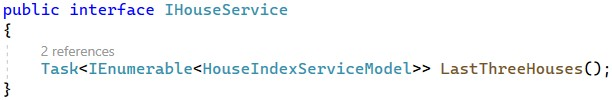 public interface IHouseService
{
2 references
Task<IEnumerable<HouseIndexServiceModel>> LastThreeHouses();
}